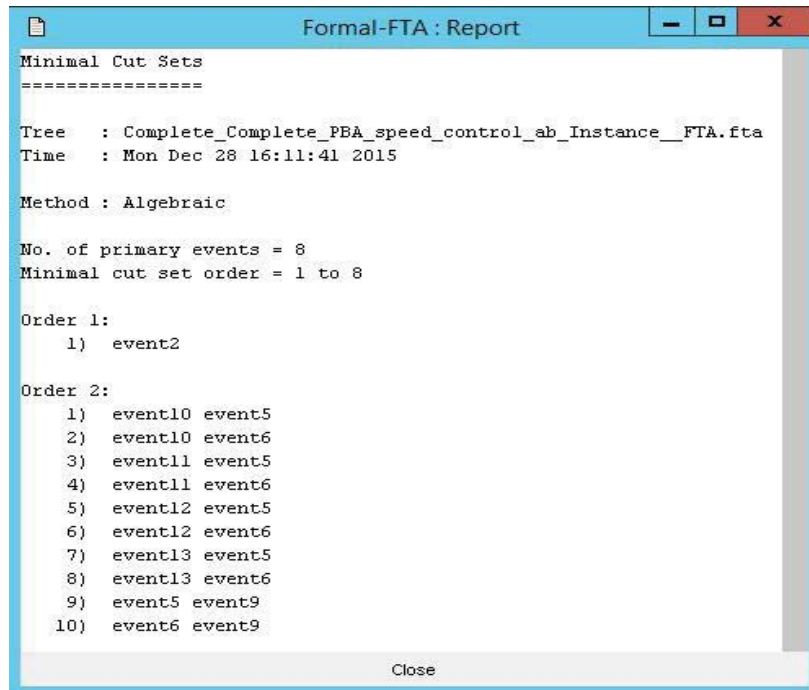 Formal-FTA : Report
Minimal Cut Sets
================
Tree : Complete_Complete_PBA_speed_control_ab_Instance__FTA.fta
Time : Mon Dec 28 16:11:41 2015
Method : Algebraic
No. of primary events = 8
Minimal cut set order = 1 to 8
Order 1:
1) event2
Order 2:
1) event10 event5
2) event10 event6
3) event11 event5
4) event11 event6
5) event12 event5
6) event12 event6
7) event13 event5
8) event13 event6
9) event5 event9
10) event6 event9
Close